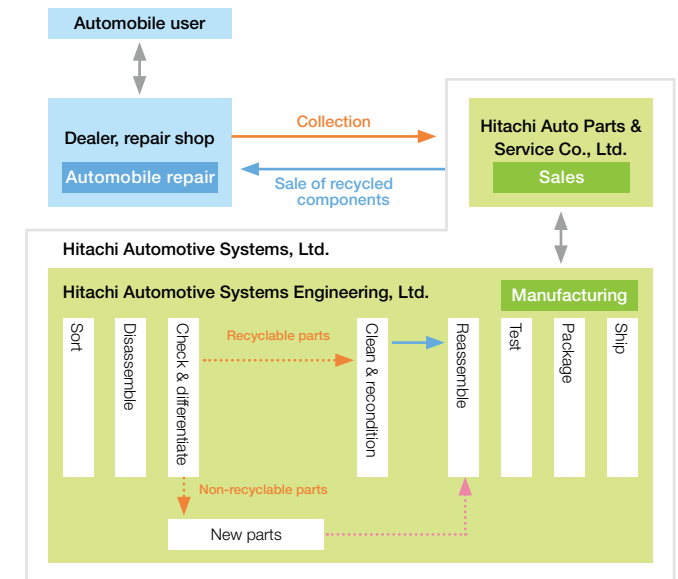 Automobile user
Dealer, repair shop
Automobile repair
Collection
Sale of recycled
components
Hitachi Auto Parts &
Service Co., Ltd.
Sales
Hitachi Automotive Systems, Ltd.
Hitachi Automotive Systems Engineering, Ltd.
Manufacturing
Sort
Disassemble
Check & differentiate
Recyclable parts
Clean & recondition
Reassemble
Test
Package
Ship
Non-recyclable parts
New parts